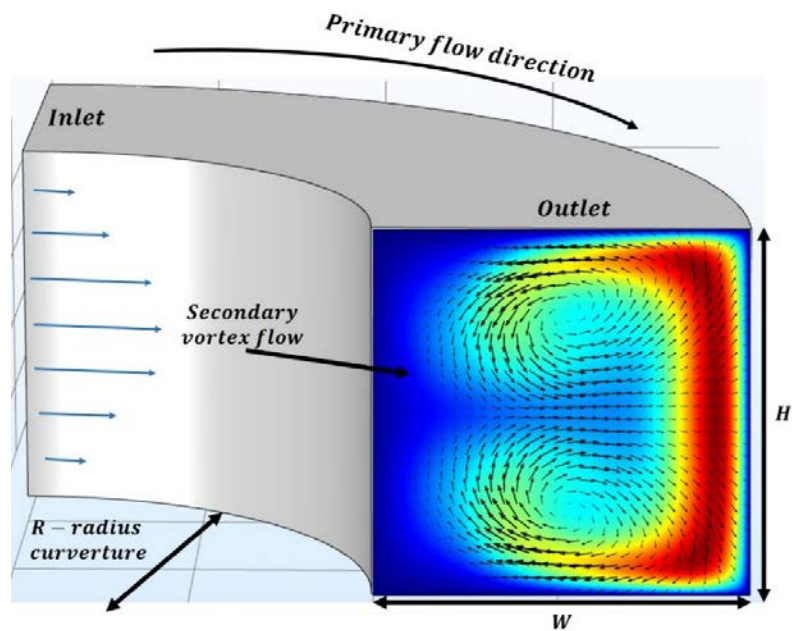 Primary flow direction
Inlet
Outlet
Secondary
vortex flow
H
R – radius
curverture
W